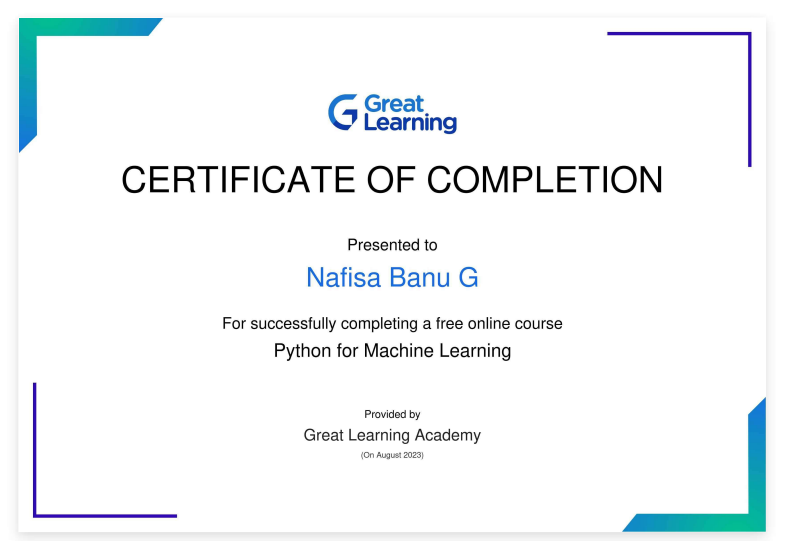 Great
Learning
CERTIFICATE OF COMPLETION
Presented to
Nafisa Banu G
For successfully completing a free online course
Python for Machine Learning
Provided by
Great Learning Academy
(On August 2023)